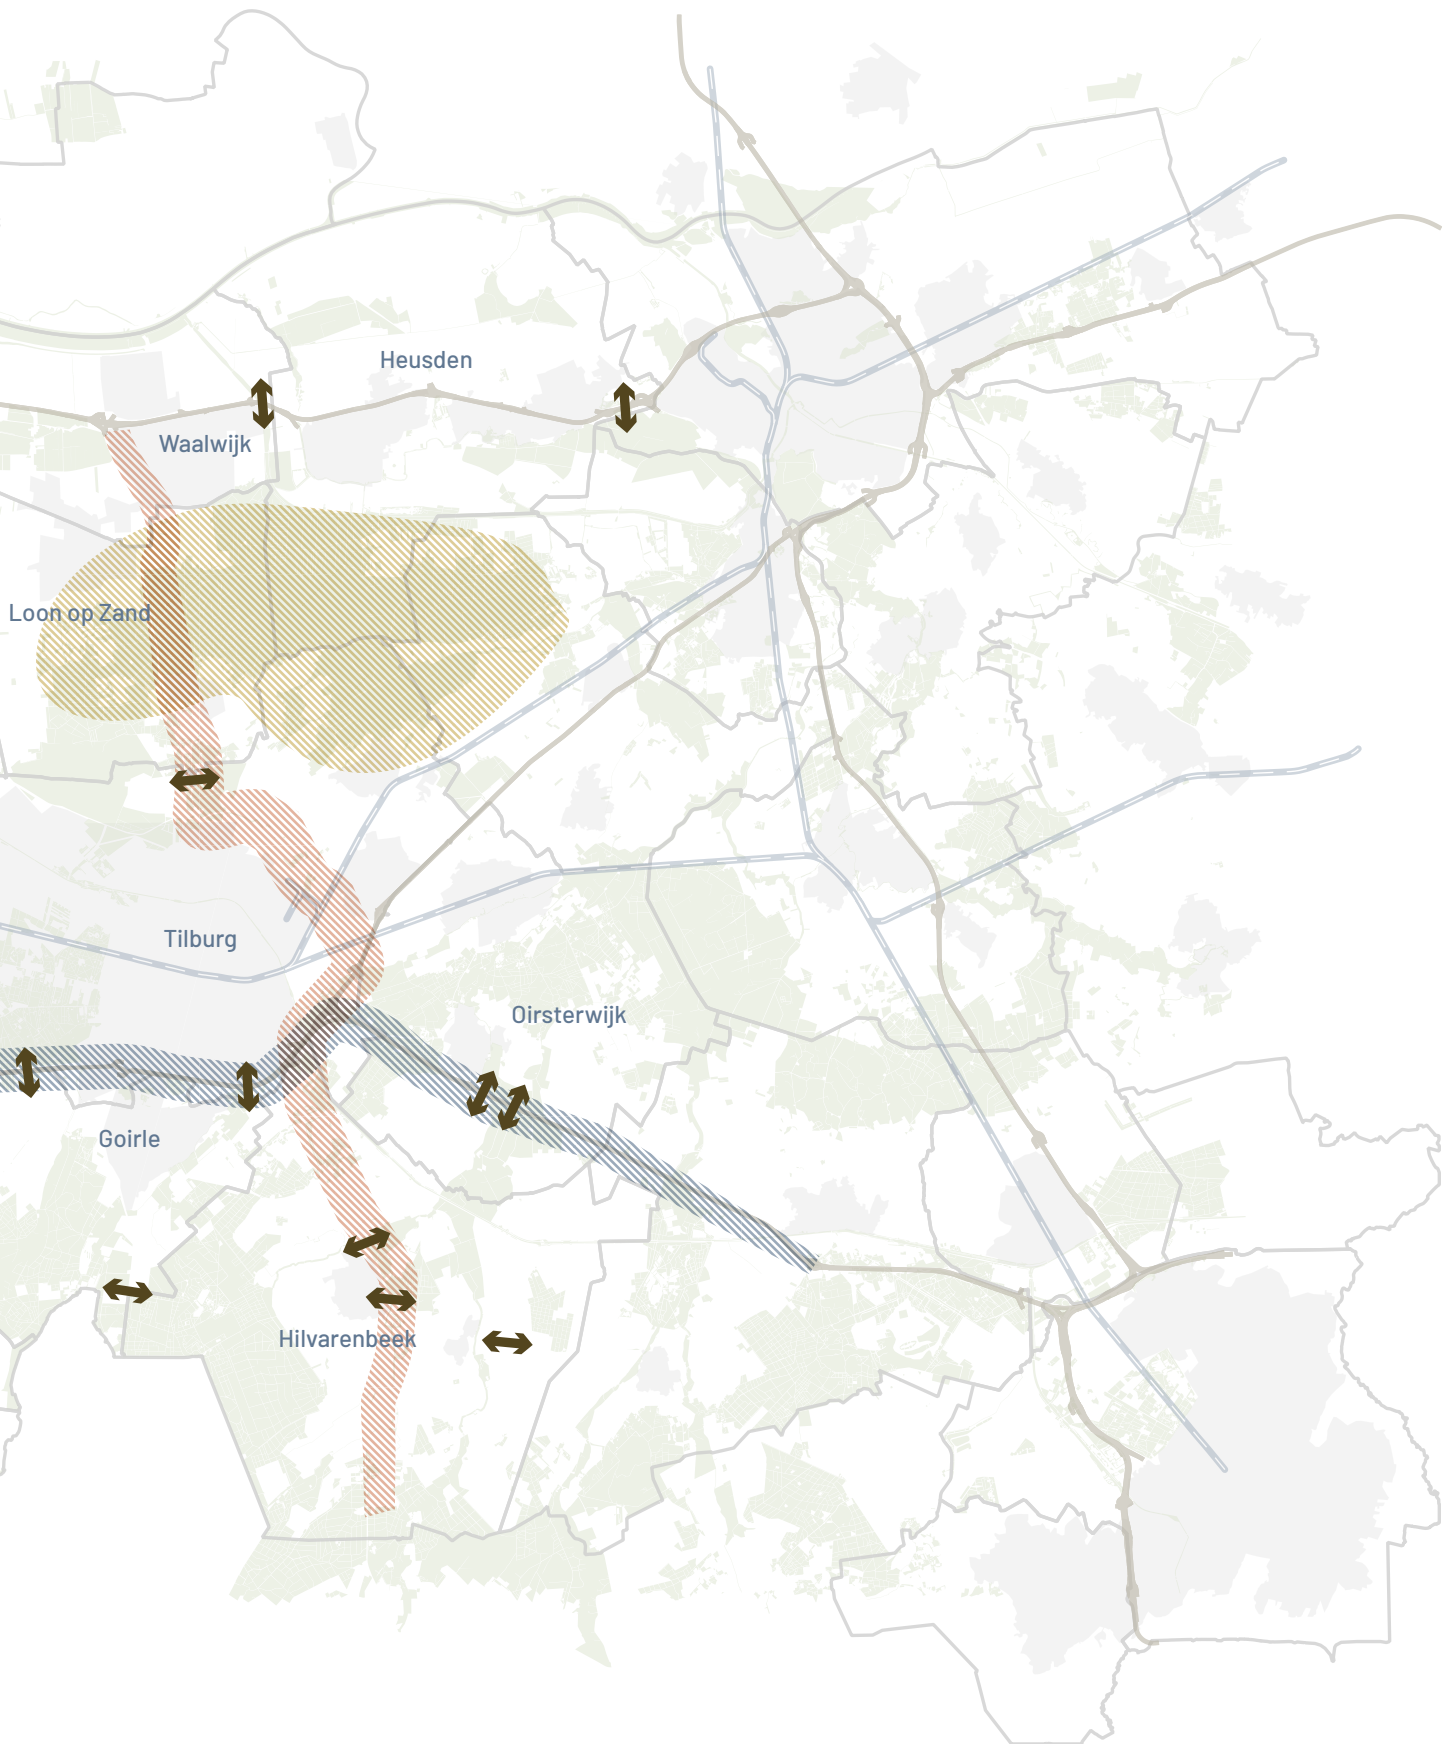 Heusden
Waalwijk
Loon op Zand
Tilburg
Oirsterwijk
Goirle
Hilvarenbeek